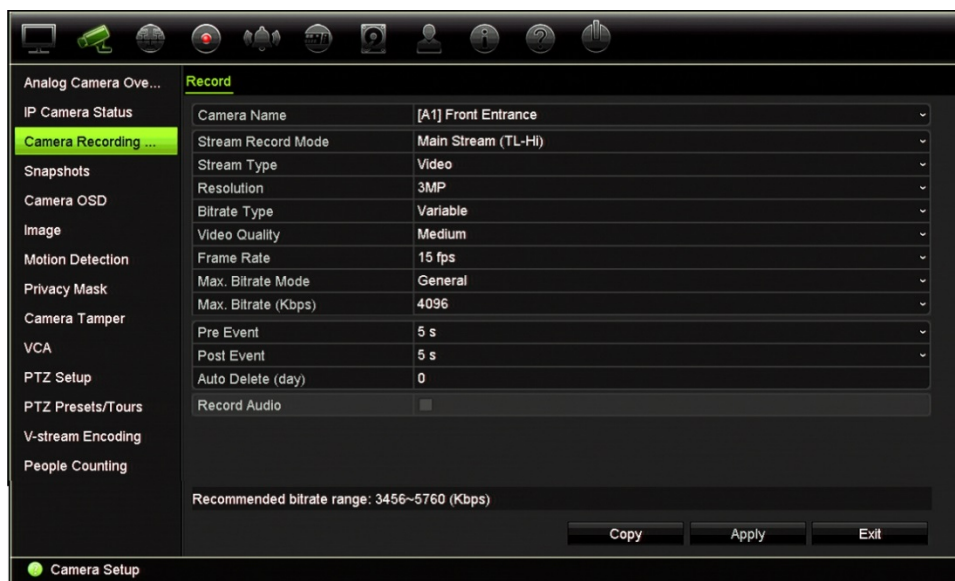 Analog Camera Ove...
IP Camera Status
Camera Recording ...
Snapshots
Camera OSD
Image
Motion Detection
Privacy Mask
Camera Tamper
VCA
PTZ Setup
PTZ Presets/Tours
V-stream Encoding
People Counting
Record
Camera Name [A1] Front Entrance
Stream Record Mode Main Stream (TL-Hi)
Stream Type Video
Resolution 3MP
Bitrate Type Variable
Video Quality Medium
Frame Rate 15 fps
Max. Bitrate Mode General
Max. Bitrate (Kbps) 4096
Pre Event 5 s
Post Event 5 s
Auto Delete (day) 0
Record Audio
Recommended bitrate range: 3456~5760 (Kbps)
Copy Apply Exit
Camera Setup